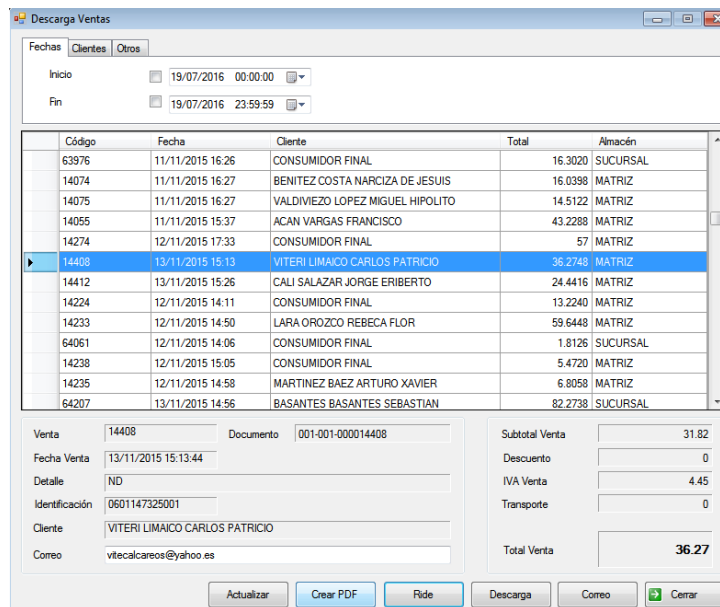 Descarga Ventas
Fechas Clientes Otros
Inicio 19/07/2016 00:00:00
Fin 19/07/2016 23:59:59
Código Fecha Cliente Total Almacén
63976 11/11/2015 16:26 CONSUMIDOR FINAL 16.3020 SUCURSAL
14074 11/11/2015 16:27 BENITEZ COSTA NARCIZA DE JESUIS 16.0398 MATRIZ
14075 11/11/2015 16:27 VALDIVIEZO LOPEZ MIGUEL HIPOLITO 14.5122 MATRIZ
14055 11/11/2015 15:37 ACAN VARGAS FRANCISCO 43.2288 MATRIZ
14274 12/11/2015 17:33 CONSUMIDOR FINAL 57 MATRIZ
14408 13/11/2015 15:13 VITERI LIMAICO CARLOS PATRICIO 36.2748 MATRIZ
14412 13/11/2015 15:26 CALI SALAZAR JORGE ERIBERTO 24.4416 MATRIZ
14224 12/11/2015 14:11 CONSUMIDOR FINAL 13.2240 MATRIZ
14233 12/11/2015 14:50 LARA OROZCO REBECA FLOR 59.6448 MATRIZ
64061 12/11/2015 14:06 CONSUMIDOR FINAL 1.8126 SUCURSAL
14238 12/11/2015 15:05 CONSUMIDOR FINAL 5.4720 MATRIZ
14235 12/11/2015 14:58 MARTINEZ BAEZ ARTURO XAVIER 6.8058 MATRIZ
64207 13/11/2015 14:56 BASANTES BASANTES SEBASTIAN 82.2738 SUCURSAL
Venta 14408 Documento 001-001-000014408 Subtotal Venta 31.82
Fecha Venta 13/11/2015 15:13:44 Descuento 0
Detalle ND IVA Venta 4.45
Identificación 0601147325001 Transporte 0
Cliente VITERI LIMAICO CARLOS PATRICIO
Correo vitecalcareos@yahoo.es Total Venta 36.27
Actualizar Crear PDF Ride Descarga Correo Cerrar